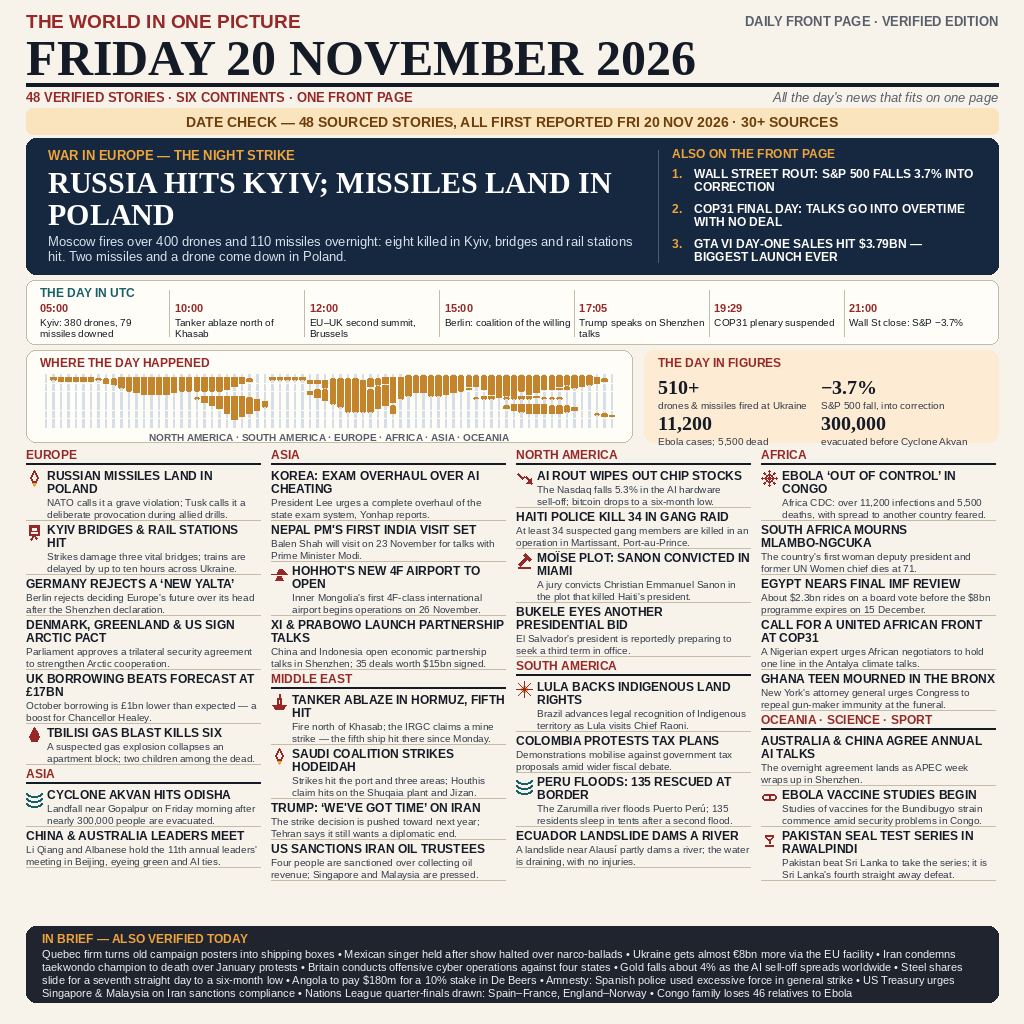 THE WORLD IN ONE PICTURE
DAILY FRONT PAGE · VERIFIED EDITION
FRIDAY 20 NOVEMBER 2026
48 VERIFIED STORIES · SIX CONTINENTS · ONE FRONT PAGE
All the day's news that fits on one page
DATE CHECK — 48 SOURCED STORIES, ALL FIRST REPORTED FRI 20 NOV 2026 · 30+ SOURCES
WAR IN EUROPE — THE NIGHT STRIKE
RUSSIA HITS KYIV; MISSILES LAND IN
POLAND
Moscow fires over 400 drones and 110 missiles overnight: eight killed in Kyiv, bridges and rail stations
hit. Two missiles and a drone come down in Poland.
ALSO ON THE FRONT PAGE
1. WALL STREET ROUT: S&P 500 FALLS 3.7% INTO
CORRECTION
2. COP31 FINAL DAY: TALKS GO INTO OVERTIME
WITH NO DEAL
3. GTA VI DAY-ONE SALES HIT $3.79BN —
BIGGEST LAUNCH EVER
THE DAY IN UTC
05:00
Kyiv: 380 drones, 79
missiles downed
10:00
Tanker ablaze north of
Khasab
12:00
EU–UK second summit,
Brussels
15:00
Berlin: coalition of the willing
17:05
Trump speaks on Shenzhen
talks
19:29
COP31 plenary suspended
21:00
Wall St close: S&P −3.7%
WHERE THE DAY HAPPENED
NORTH AMERICA · SOUTH AMERICA · EUROPE · AFRICA · ASIA · OCEANIA
THE DAY IN FIGURES
510+
drones & missiles fired at Ukraine
−3.7%
S&P 500 fall, into correction
11,200
Ebola cases; 5,500 dead
300,000
evacuated before Cyclone Akvan
EUROPE
RUSSIAN MISSILES LAND IN
POLAND
NATO calls it a grave violation; Tusk calls it a
deliberate provocation during allied drills.
KYIV BRIDGES & RAIL STATIONS
HIT
Strikes damage three vital bridges; trains are
delayed by up to ten hours across Ukraine.
GERMANY REJECTS A ‘NEW YALTA’
Berlin rejects deciding Europe's future over its head
after the Shenzhen declaration.
DENMARK, GREENLAND & US SIGN
ARCTIC PACT
Parliament approves a trilateral security agreement
to strengthen Arctic cooperation.
UK BORROWING BEATS FORECAST AT
£17BN
October borrowing is £1bn lower than expected — a
boost for Chancellor Healey.
TBILISI GAS BLAST KILLS SIX
A suspected gas explosion collapses an
apartment block; two children among the dead.
ASIA
CYCLONE AKVAN HITS ODISHA
Landfall near Gopalpur on Friday morning after
nearly 300,000 people are evacuated.
CHINA & AUSTRALIA LEADERS MEET
Li Qiang and Albanese hold the 11th annual leaders'
meeting in Beijing, eyeing green and AI ties.
ASIA
KOREA: EXAM OVERHAUL OVER AI
CHEATING
President Lee urges a complete overhaul of the
state exam system, Yonhap reports.
NEPAL PM'S FIRST INDIA VISIT SET
Balen Shah will visit on 23 November for talks with
Prime Minister Modi.
HOHHOT'S NEW 4F AIRPORT TO
OPEN
Inner Mongolia's first 4F-class international
airport begins operations on 26 November.
XI & PRABOWO LAUNCH PARTNERSHIP
TALKS
China and Indonesia open economic partnership
talks in Shenzhen; 35 deals worth $15bn signed.
MIDDLE EAST
TANKER ABLAZE IN HORMUZ, FIFTH
HIT
Fire north of Khasab; the IRGC claims a mine
strike — the fifth ship hit there since Monday.
SAUDI COALITION STRIKES
HODEIDAH
Strikes hit the port and three areas; Houthis
claim hits on the Shuqaia plant and Jizan.
TRUMP: ‘WE'VE GOT TIME’ ON IRAN
The strike decision is pushed toward next year;
Tehran says it still wants a diplomatic end.
US SANCTIONS IRAN OIL TRUSTEES
Four people are sanctioned over collecting oil
revenue; Singapore and Malaysia are pressed.
NORTH AMERICA
AI ROUT WIPES OUT CHIP STOCKS
The Nasdaq falls 5.3% in the AI hardware
sell-off; bitcoin drops to a six-month low.
HAITI POLICE KILL 34 IN GANG RAID
At least 34 suspected gang members are killed in an
operation in Martissant, Port-au-Prince.
MOÏSE PLOT: SANON CONVICTED IN
MIAMI
A jury convicts Christian Emmanuel Sanon in
the plot that killed Haiti's president.
BUKELE EYES ANOTHER
PRESIDENTIAL BID
El Salvador's president is reportedly preparing to
seek a third term in office.
SOUTH AMERICA
LULA BACKS INDIGENOUS LAND
RIGHTS
Brazil advances legal recognition of Indigenous
territory as Lula visits Chief Raoni.
COLOMBIA PROTESTS TAX PLANS
Demonstrations mobilise against government tax
proposals amid wider fiscal debate.
PERU FLOODS: 135 RESCUED AT
BORDER
The Zarumilla river floods Puerto Perú; 135
residents sleep in tents after a second flood.
ECUADOR LANDSLIDE DAMS A RIVER
A landslide near Alausí partly dams a river; the water
is draining, with no injuries.
AFRICA
EBOLA ‘OUT OF CONTROL’ IN
CONGO
Africa CDC: over 11,200 infections and 5,500
deaths, with spread to another country feared.
SOUTH AFRICA MOURNS
MLAMBO-NGCUKA
The country's first woman deputy president and
former UN Women chief dies at 71.
EGYPT NEARS FINAL IMF REVIEW
About $2.3bn rides on a board vote before the $8bn
programme expires on 15 December.
CALL FOR A UNITED AFRICAN FRONT
AT COP31
A Nigerian expert urges African negotiators to hold
one line in the Antalya climate talks.
GHANA TEEN MOURNED IN THE BRONX
New York's attorney general urges Congress to
repeal gun-maker immunity at the funeral.
OCEANIA · SCIENCE · SPORT
AUSTRALIA & CHINA AGREE ANNUAL
AI TALKS
The overnight agreement lands as APEC week
wraps up in Shenzhen.
EBOLA VACCINE STUDIES BEGIN
Studies of vaccines for the Bundibugyo strain
commence amid security problems in Congo.
PAKISTAN SEAL TEST SERIES IN
RAWALPINDI
Pakistan beat Sri Lanka to take the series; it is
Sri Lanka's fourth straight away defeat.
IN BRIEF — ALSO VERIFIED TODAY
Quebec firm turns old campaign posters into shipping boxes • Mexican singer held after show halted over narco-ballads • Ukraine gets almost €8bn more via the EU facility • Iran condemns
taekwondo champion to death over January protests • Britain conducts offensive cyber operations against four states • Gold falls about 4% as the AI sell-off spreads worldwide • Steel shares
slide for a seventh straight day to a six-month low • Angola to pay $180m for a 10% stake in De Beers • Amnesty: Spanish police used excessive force in general strike • US Treasury urges
Singapore & Malaysia on Iran sanctions compliance • Nations League quarter-finals drawn: Spain–France, England–Norway • Congo family loses 46 relatives to Ebola